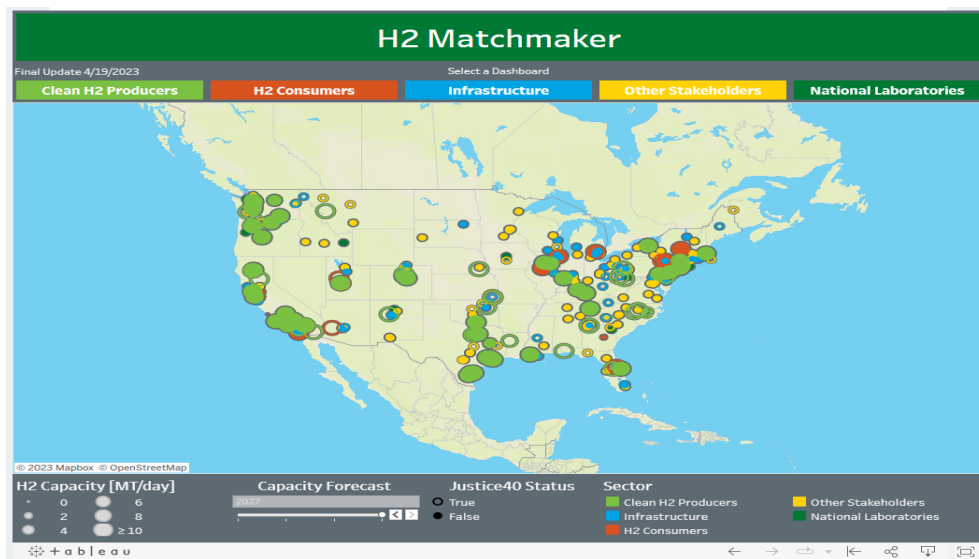 H2 Matchmaker
Final Update 4/19/2023
Select a Dashboard
Clean H2 Producers
H2 Consumers
Infrastructure
Other Stakeholders
National Laboratories
© 2023 Mapbox © OpenStreetMap
H2 Capacity [MT/day]
0
6
2
8
4
≥ 10
Capacity Forecast
2027
Justice40 Status
True
False
Sector
Clean H2 Producers
Infrastructure
H2 Consumers
Other Stakeholders
National Laboratories
+ a b l e a u